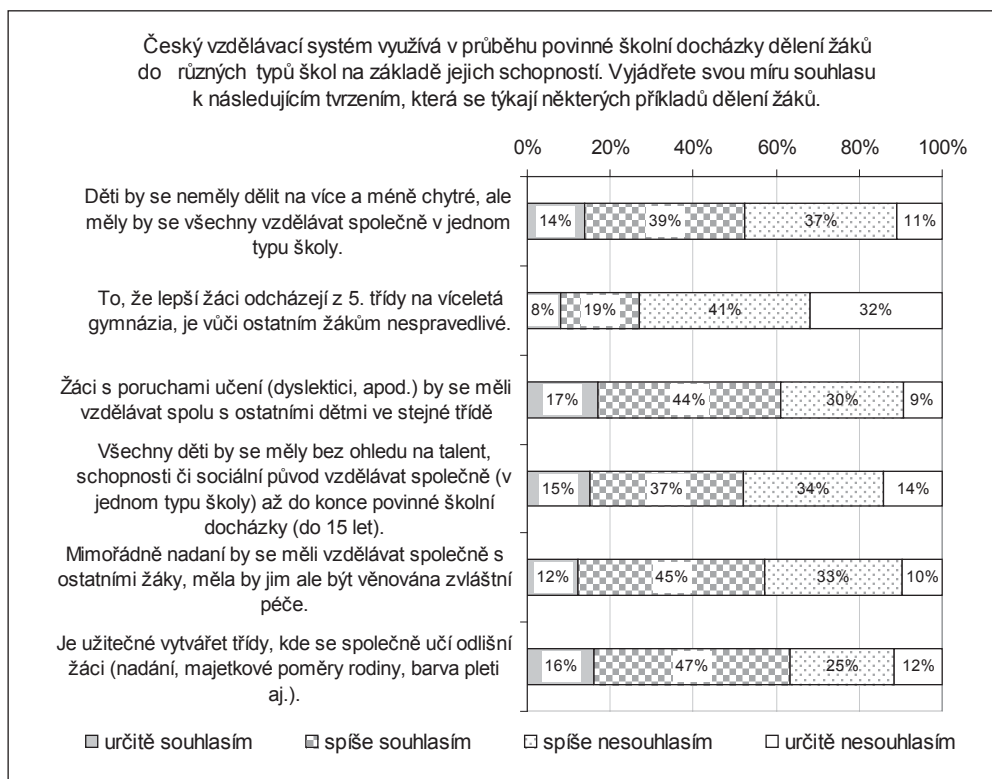 Český vzdělávací systém využívá v průběhu povinné školní docházky dělení žáků
do různých typů škol na základě jejich schopností. Vyjádřete svou míru souhlasu
k následujícím tvrzením, která se týkají některých příkladů dělení žáků.
0% 20% 40% 60% 80% 100%
Děti by se neměly dělit na více a méně chytré, ale
měly by se všechny vzdělávat společně v jednom
typu školy.
14% 39% 37% 11%
To, že lepší žáci odcházejí z 5. třídy na víceletá
gymnázia, je vůči ostatním žákům nespravedlivé.
8% 19% 41% 32%
Žáci s poruchami učení (dyslektici, apod.) by se měli
vzdělávat spolu s ostatními dětmi ve stejné třídě
17% 44% 30% 9%
Všechny děti by se měly bez ohledu na talent,
schopnosti či sociální původ vzdělávat společně (v
jednom typu školy) až do konce povinné školní
docházky (do 15 let).
15% 37% 34% 14%
Mimořádně nadaní by se měli vzdělávat společně s
ostatními žáky, měla by jim ale být věnována zvláštní
péče.
12% 45% 33% 10%
Je užitečné vytvářet třídy, kde se společně učí odlišní
žáci (nadání, majetkové poměry rodiny, barva pleti
aj.).
16% 47% 25% 12%
určitě souhlasím spíše souhlasím spíše nesouhlasím určitě nesouhlasím